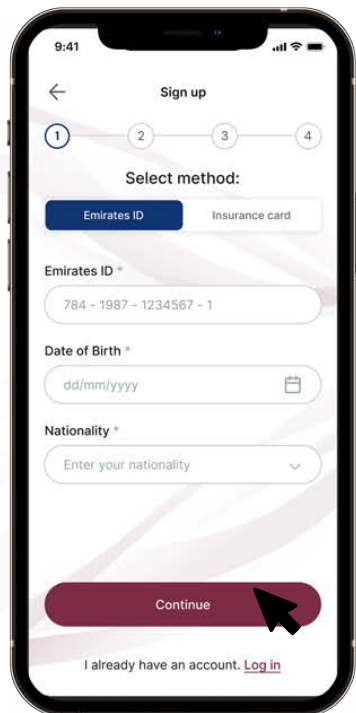 9:41
Sign up
1 2 3 4
Select method:
Emirates ID Insurance card
Emirates ID *
784 - 1987 - 1234567 - 1
Date of Birth *
dd/mm/yyyy
Nationality *
Enter your nationality
Continue
I already have an account. Log in